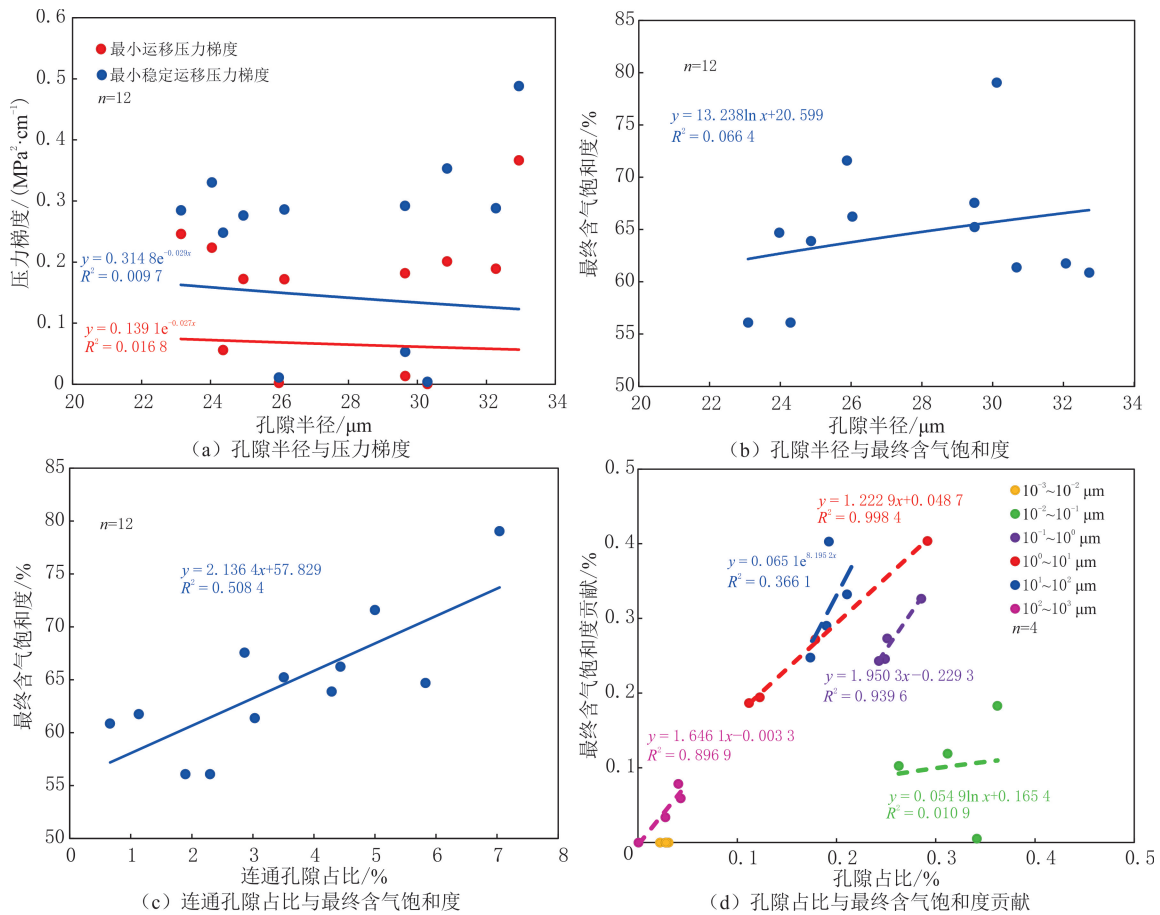 0.6
0.5
0.4
0.3
0.2
0.1
0
最小运移压力梯度
最小稳定运移压力梯度
n=12
y=0.314 8e^{-0.029x}
R²=0.009 7
y=0.139 1e^{-0.027x}
R²=0.016 8
压力梯度/(MPa²·cm⁻¹)
20 22 24 26 28 30 32 34
孔隙半径/μm
（a）孔隙半径与压力梯度
85
80
75
70
65
60
55
50
n=12
y=13.238ln x+20.599
R²=0.066 4
最终含气饱和度/%
20 22 24 26 28 30 32 34
孔隙半径/μm
（b）孔隙半径与最终含气饱和度
85
80
75
70
65
60
55
50
n=12
y=2.136 4x+57.829
R²=0.508 4
最终含气饱和度/%
0 1 2 3 4 5 6 7 8
连通孔隙占比/%
（c）连通孔隙占比与最终含气饱和度
0.5
0.4
0.3
0.2
0.1
0
y=1.222 9x+0.048 7
R²=0.998 4
y=0.065 1e^{8.195 2x}
R²=0.366 1
y=1.950 3x−0.229 3
R²=0.939 6
y=1.646 1x−0.003 3
R²=0.896 9
y=0.054 9ln x+0.165 4
R²=0.010 9
10⁻³~10⁻² μm
10⁻²~10⁻¹ μm
10⁻¹~10⁰ μm
10⁰~10¹ μm
10¹~10² μm
10²~10³ μm
n=4
最终含气饱和度贡献/%
0.1 0.2 0.3 0.4 0.5
孔隙占比/%
（d）孔隙占比与最终含气饱和度贡献